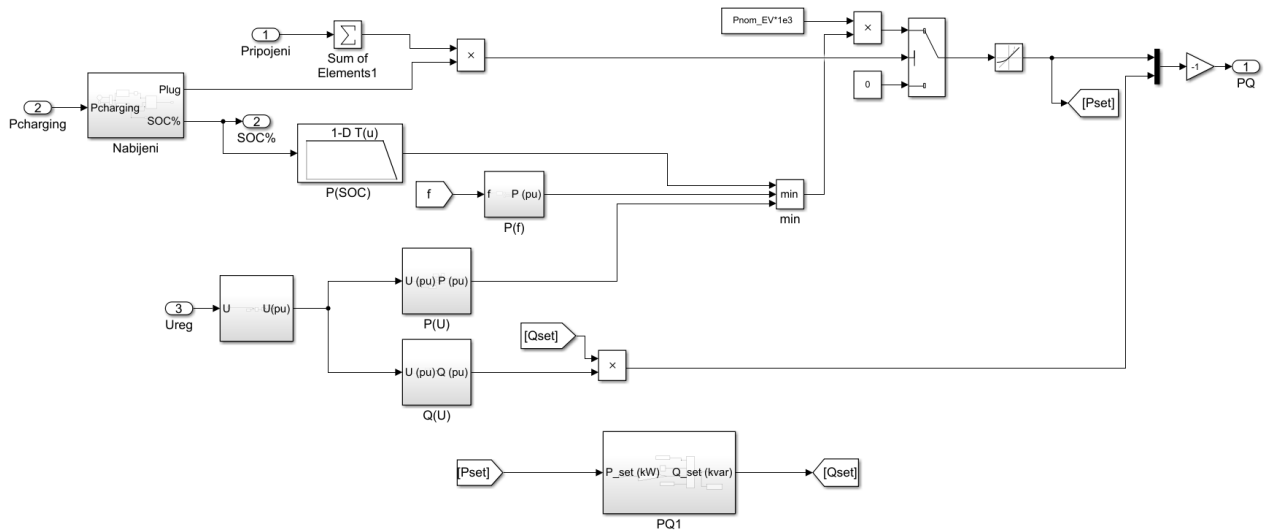 Pnom_EV*1e3
×
1
Pripojeni
Sum of
Elements1
×
0
[Pset]
-1
1
PQ
2
Pcharging
Pcharging
Plug
SOC%
Nabijeni
2
SOC%
1-D T(u)
P(SOC)
f
f
P (pu)
P(f)
min
min
3
Ureg
U
U(pu)
U (pu)
P (pu)
P(U)
[Qset]
×
U (pu)
Q (pu)
Q(U)
[Pset]
P_set (kW)
Q_set (kvar)
PQ1
[Qset]